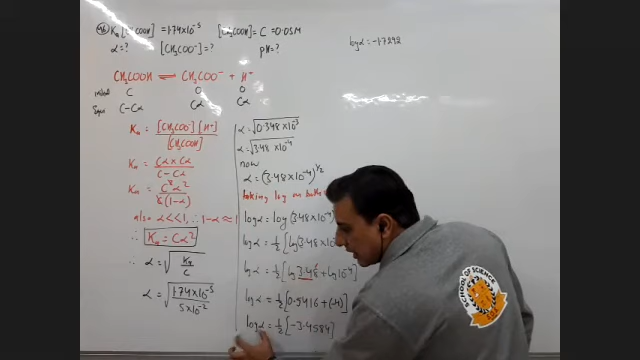 96 Ka[CH3COOH] = 1.74×10⁻⁵ [CH3COOH] = C = 0.05M
α = ? [CH3COO⁻] = ? pH = ?
CH3COOH ⇌ CH3COO⁻ + H⁻
C 0 0
C-Cα Cα Cα
Ka = [CH3COO⁻][H⁺] / [CH3COOH]
Ka = Cα × Cα / C - Cα
Ka = C²α² / C(1-α)
also α<<1, ∴ 1-α ≈ 1
∴ Ka = Cα²
∴ α = √(Ka / C)
α = √(1.74×10⁻⁵ / 5×10⁻²)
α = √(0.348×10⁻³)
α = √(3.48×10⁻⁴)
now
α = (3.48×10⁻⁴)^1/2
taking log on both
log α = log (3.48×10⁻⁴)
log α = 1/2 [log 3.48×10
log α = 1/2 [log 3.48 + log 10⁻⁴]
log α = 1/2 [0.5416 + (-4)]
log α = 1/2 [-3.4584]
log α = -1.7292
SCHOOL OF SCIENCE